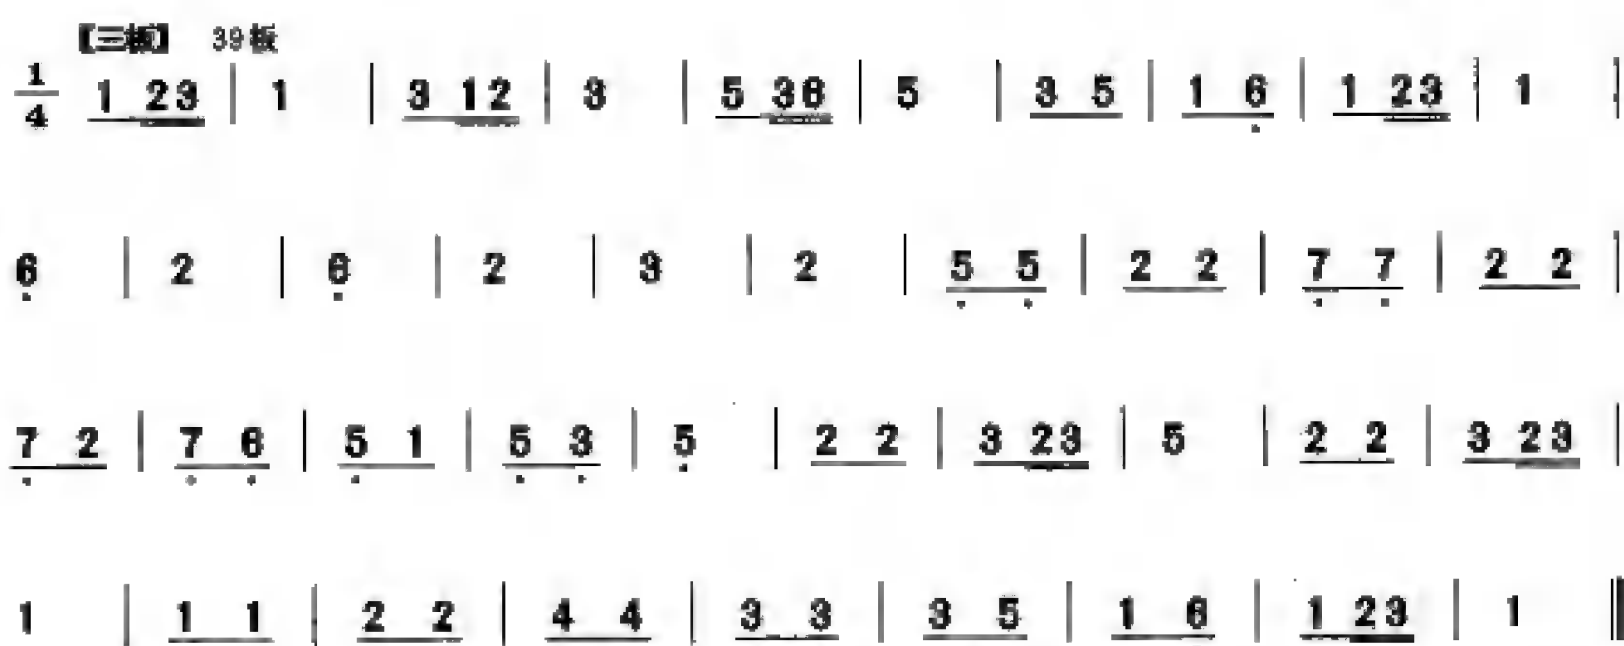 【三板】 39板
1/4 1 23 | 1 | 3 12 | 3 | 5 36 | 5 | 3 5 | 1 6̣ | 1 23 | 1 |
6̣ | 2 | 6̣ | 2 | 3 | 2 | 5̣ 5̣ | 2 2 | 7̣ 7̣ | 2 2 |
7̣ 2 | 7̣ 6̣ | 5̣ 1 | 5̣ 3̣ | 5̣ | 2 2 | 3 23 | 5 | 2 2 | 3 23 |
1 | 1 1 | 2 2 | 4 4 | 3 3 | 3 5 | 1 6 | 1 23 | 1 ‖